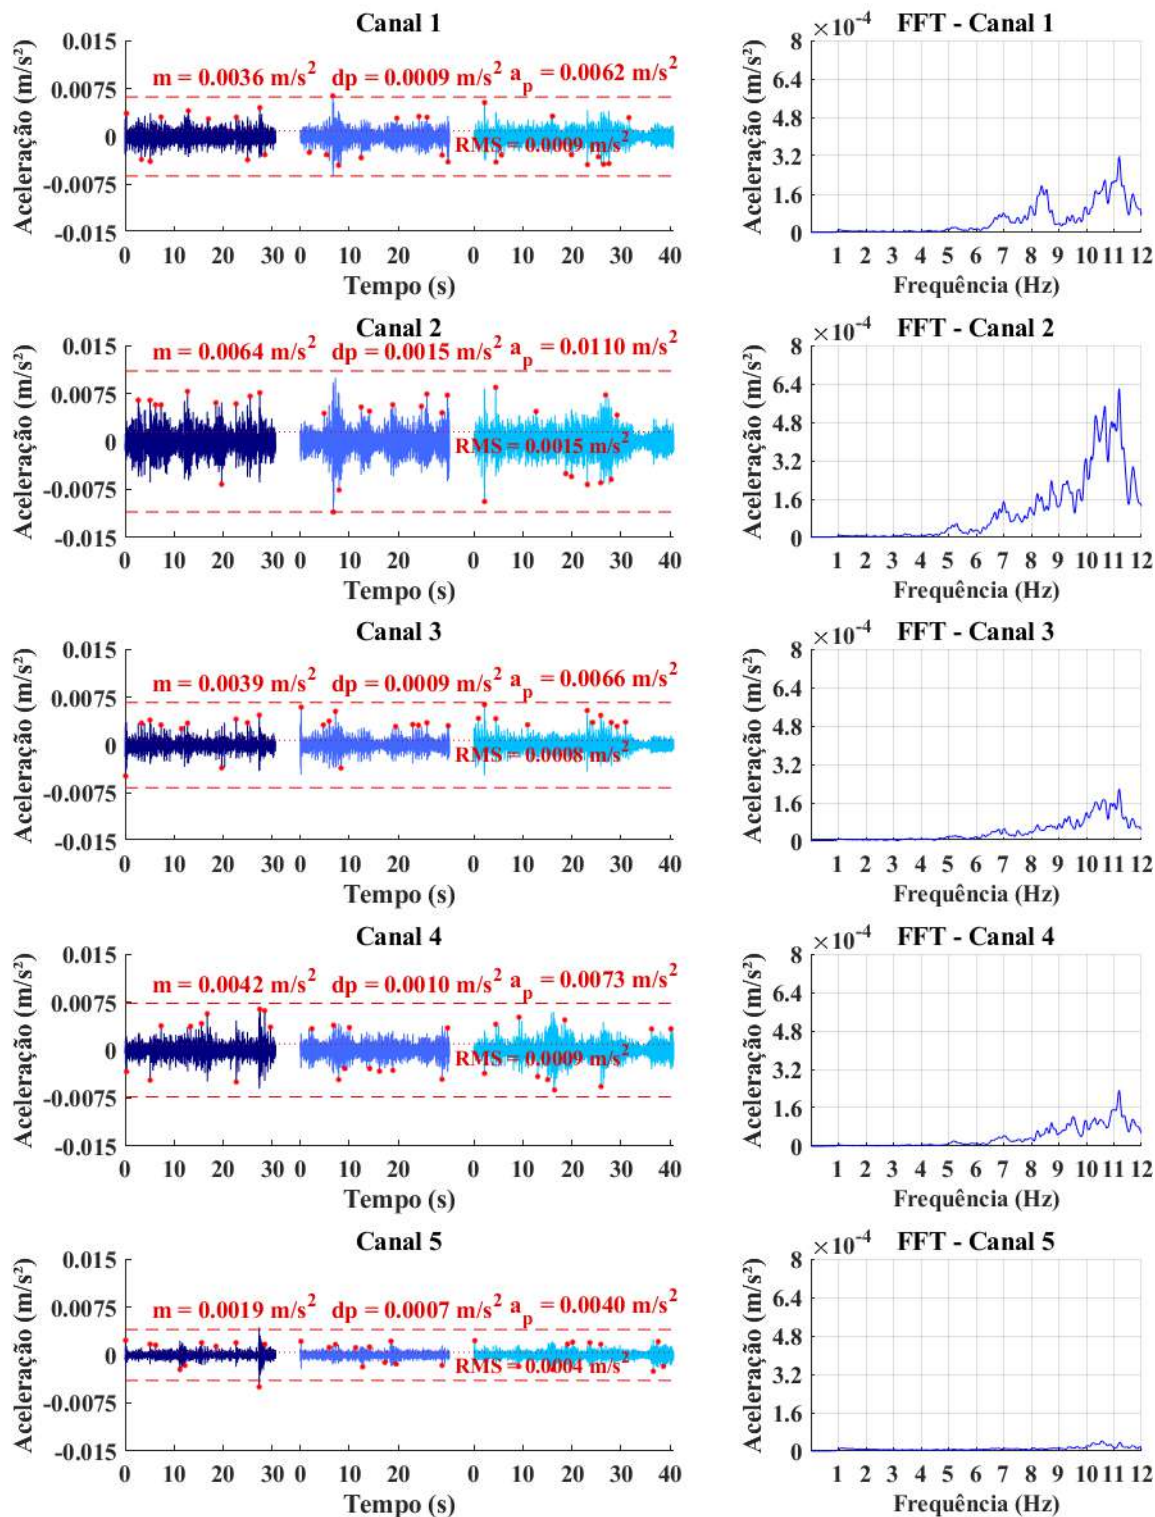 Canal 1
FFT - Canal 1
Aceleração (m/s²)
0.015
0.0075
0
-0.0075
-0.015
m = 0.0036 m/s² dp = 0.0009 m/s² aₚ = 0.0062 m/s²
RMS = 0.0009 m/s²
0 10 20 30 0 10 20 0 10 20 30 40
Tempo (s)
×10⁻⁴
Aceleração (m/s²)
8
6.4
4.8
3.2
1.6
0
1 2 3 4 5 6 7 8 9 10 11 12
Frequência (Hz)
Canal 2
FFT - Canal 2
Aceleração (m/s²)
0.015
0.0075
0
-0.0075
-0.015
m = 0.0064 m/s² dp = 0.0015 m/s² aₚ = 0.0110 m/s²
RMS = 0.0015 m/s²
0 10 20 30 0 10 20 0 10 20 30 40
Tempo (s)
×10⁻⁴
Aceleração (m/s²)
8
6.4
4.8
3.2
1.6
0
1 2 3 4 5 6 7 8 9 10 11 12
Frequência (Hz)
Canal 3
FFT - Canal 3
Aceleração (m/s²)
0.015
0.0075
0
-0.0075
-0.015
m = 0.0039 m/s² dp = 0.0009 m/s² aₚ = 0.0066 m/s²
RMS = 0.0008 m/s²
0 10 20 30 0 10 20 0 10 20 30 40
Tempo (s)
×10⁻⁴
Aceleração (m/s²)
8
6.4
4.8
3.2
1.6
0
1 2 3 4 5 6 7 8 9 10 11 12
Frequência (Hz)
Canal 4
FFT - Canal 4
Aceleração (m/s²)
0.015
0.0075
0
-0.0075
-0.015
m = 0.0042 m/s² dp = 0.0010 m/s² aₚ = 0.0073 m/s²
RMS = 0.0009 m/s²
0 10 20 30 0 10 20 0 10 20 30 40
Tempo (s)
×10⁻⁴
Aceleração (m/s²)
8
6.4
4.8
3.2
1.6
0
1 2 3 4 5 6 7 8 9 10 11 12
Frequência (Hz)
Canal 5
FFT - Canal 5
Aceleração (m/s²)
0.015
0.0075
0
-0.0075
-0.015
m = 0.0019 m/s² dp = 0.0007 m/s² aₚ = 0.0040 m/s²
RMS = 0.0004 m/s²
0 10 20 30 0 10 20 0 10 20 30 40
Tempo (s)
×10⁻⁴
Aceleração (m/s²)
8
6.4
4.8
3.2
1.6
0
1 2 3 4 5 6 7 8 9 10 11 12
Frequência (Hz)